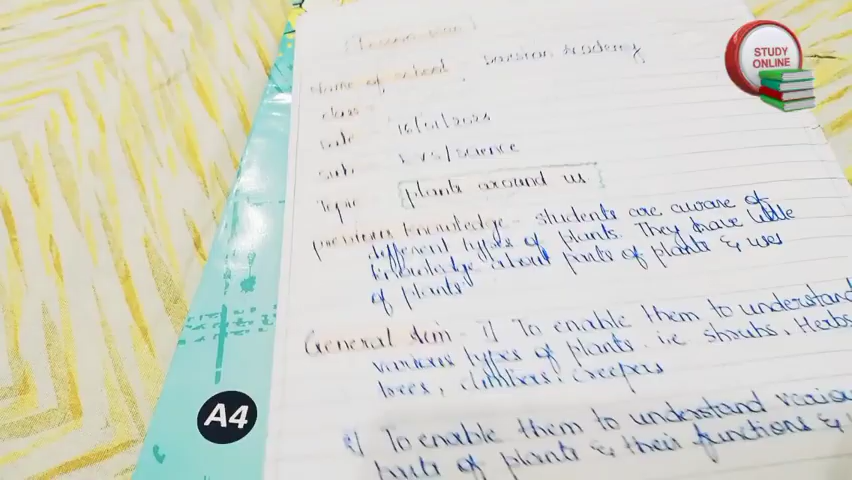 Lesson Plan
Name of school :
class -
Date - 16/01/2024
Sub - EVS/Science
Topic - plants around us
previous knowledge - students are aware of
different types of plants. They have little
knowledge about parts of plants & uses
of plants
General Aim - 1) To enable them to understand
various types of plants. i.e shrubs, Herbs
trees, climbers, creepers
To enable them to understand various
parts of plants & their functions &
A4
STUDY
ONLINE